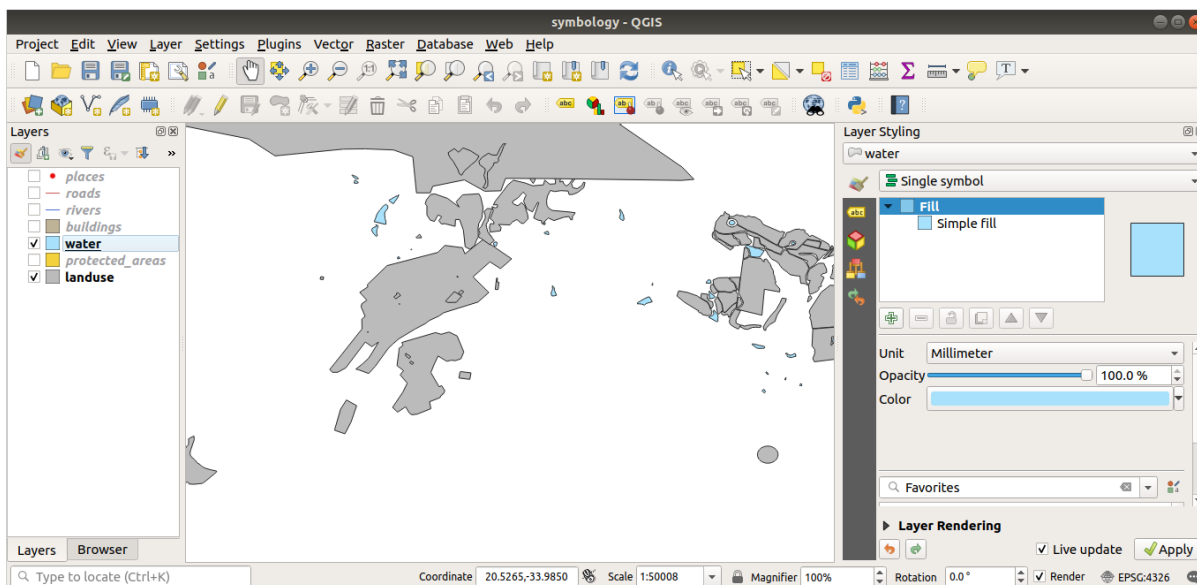 symbology - QGIS
Project Edit View Layer Settings Plugins Vector Raster Database Web Help
Layers
places
roads
rivers
buildings
water
protected_areas
landuse
Layers Browser
Layer Styling
water
Single symbol
Fill
Simple fill
Unit Millimeter
Opacity 100.0 %
Color
Favorites
Layer Rendering
Live update Apply
Type to locate (Ctrl+K) Coordinate 20.5265,-33.9850 Scale 1:50008 Magnifier 100% Rotation 0.0° Render EPSG:4326